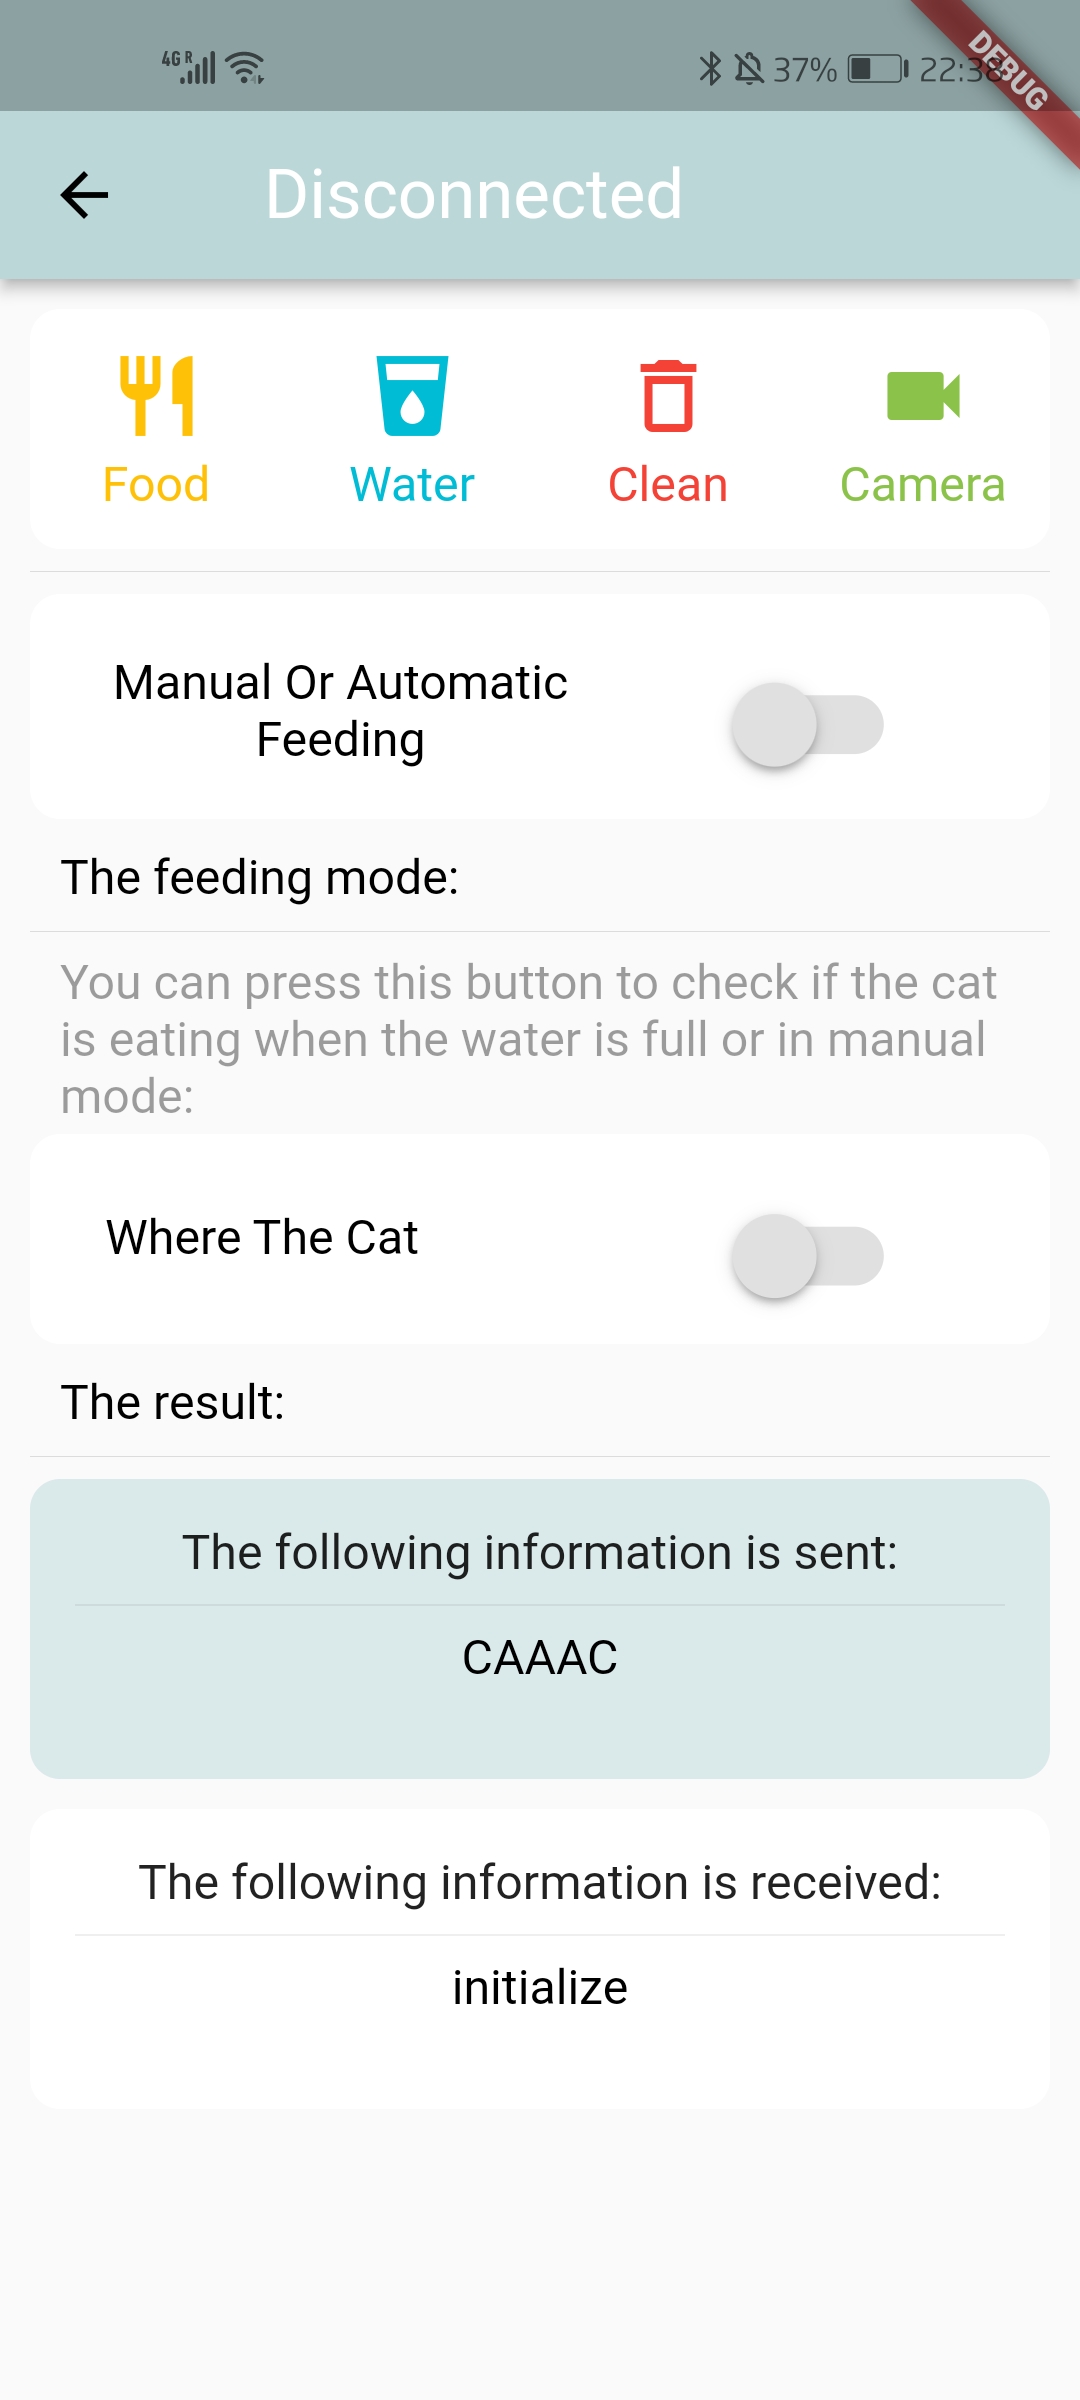 4G R 37% 22:38
DEBUG
Disconnected
Food Water Clean Camera
Manual Or Automatic
Feeding
The feeding mode:
You can press this button to check if the cat
is eating when the water is full or in manual
mode:
Where The Cat
The result:
The following information is sent:
CAAAC
The following information is received:
initialize